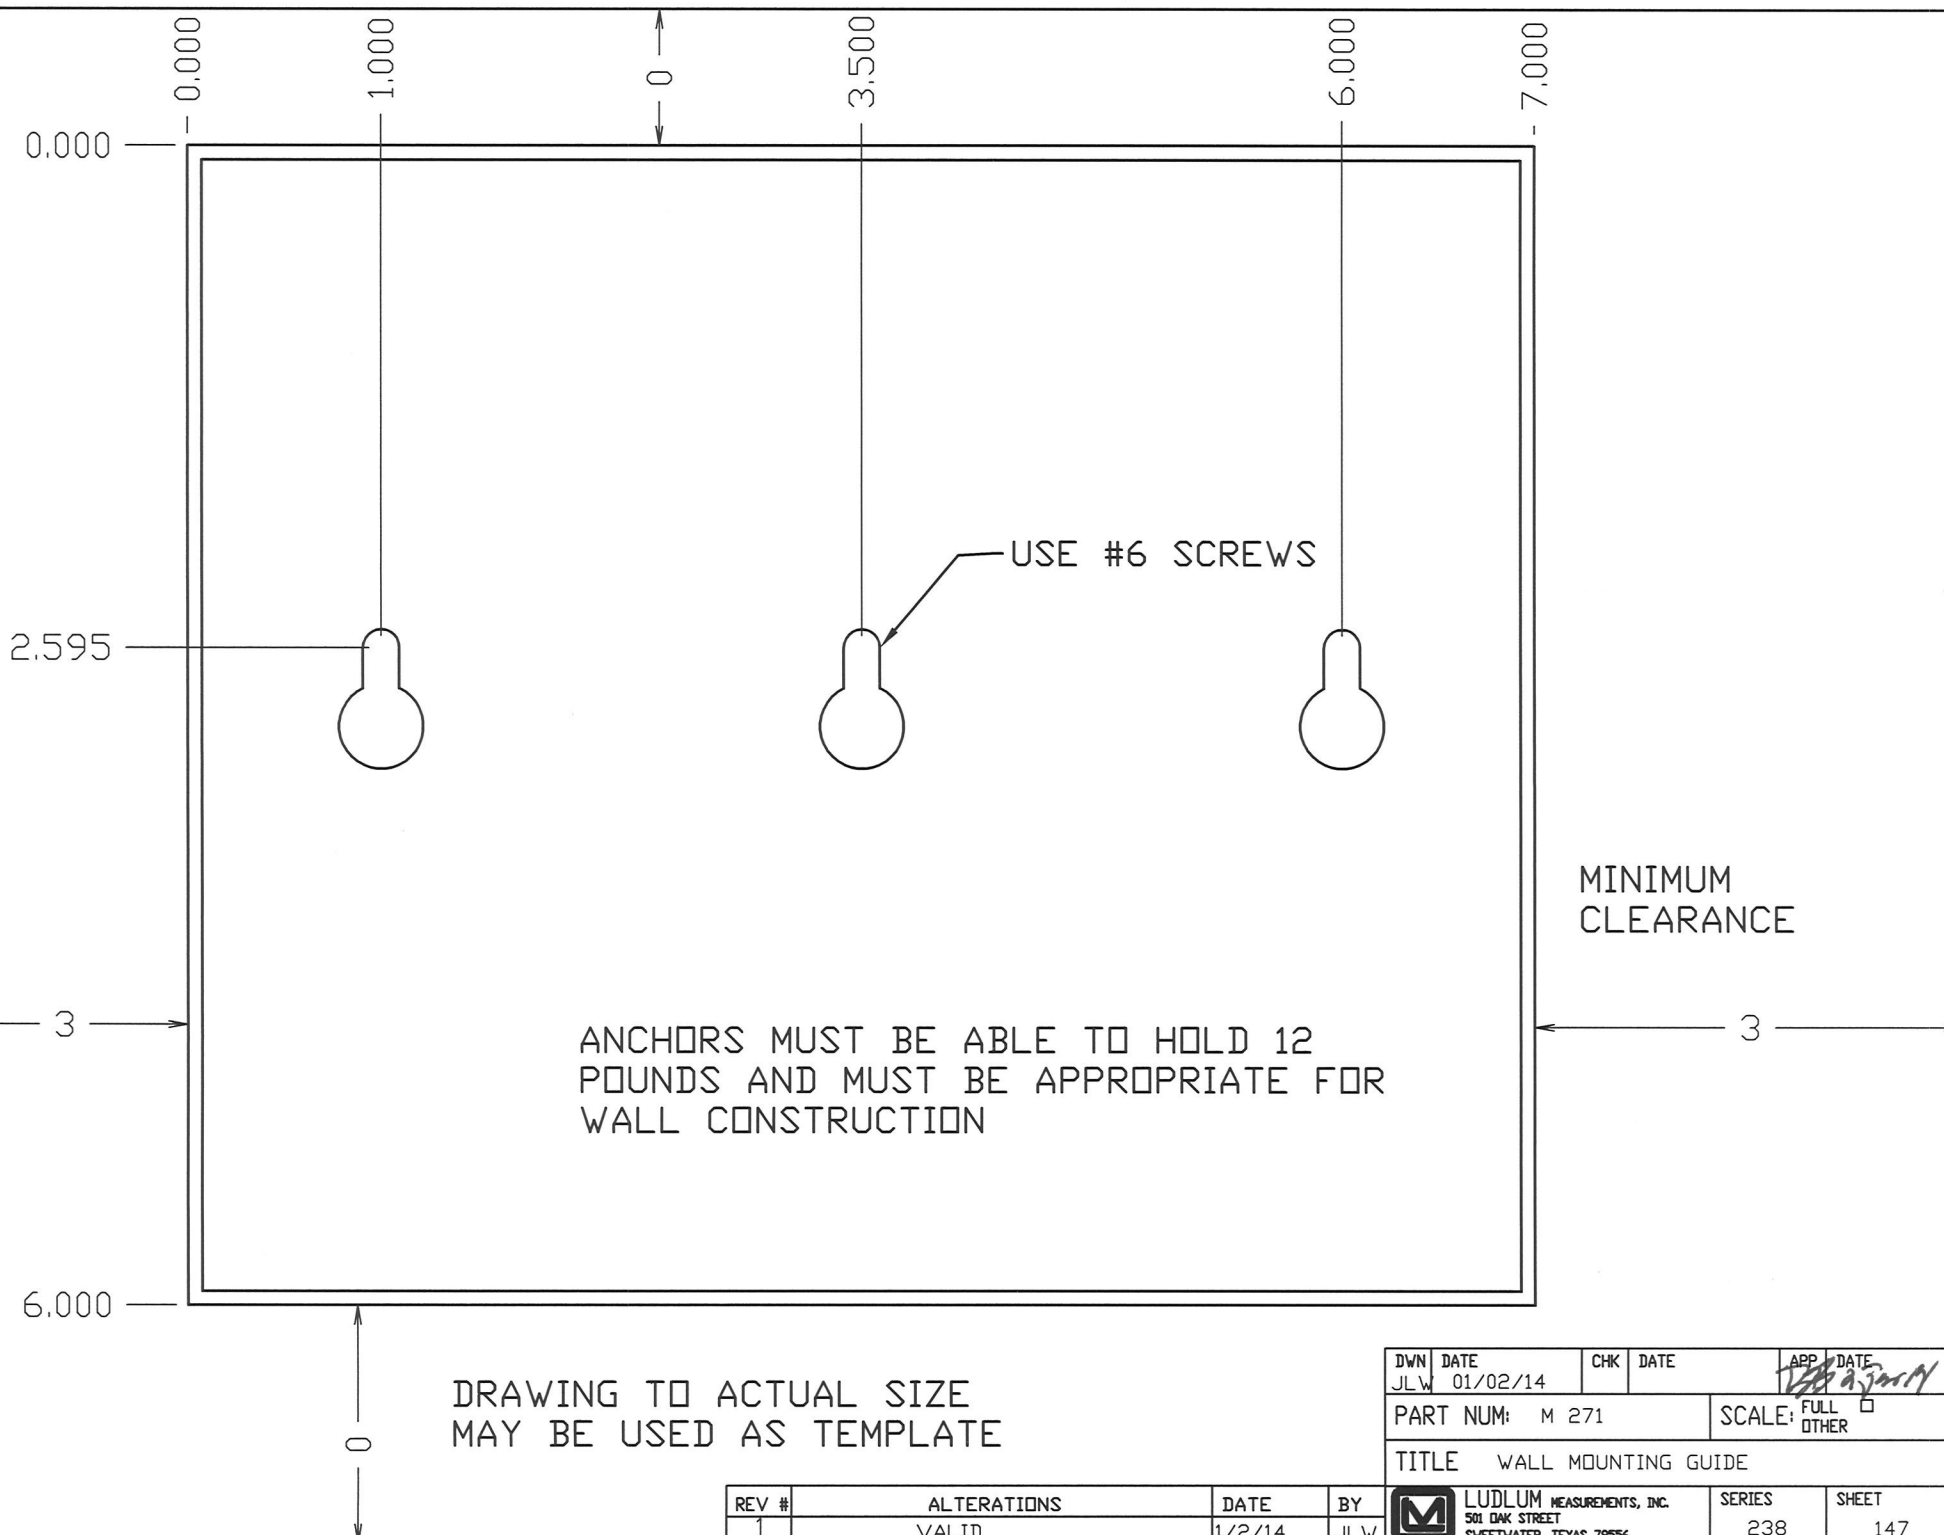 0.000
1.000
0
3.500
6.000
7.000
0.000
USE #6 SCREWS
2.595
MINIMUM
CLEARANCE
3
3
ANCHORS MUST BE ABLE TO HOLD 12
POUNDS AND MUST BE APPROPRIATE FOR
WALL CONSTRUCTION
6.000
0
DRAWING TO ACTUAL SIZE
MAY BE USED AS TEMPLATE
DWN DATE CHK DATE APP DATE
JLW 01/02/14
PART NUM: M 271 SCALE: FULL
OTHER
TITLE WALL MOUNTING GUIDE
REV # ALTERATIONS DATE BY
1 VALID 1/2/14 JLW
LUDLUM MEASUREMENTS, INC.
501 OAK STREET
SWEETWATER, TEXAS 79556
SERIES SHEET
238 147